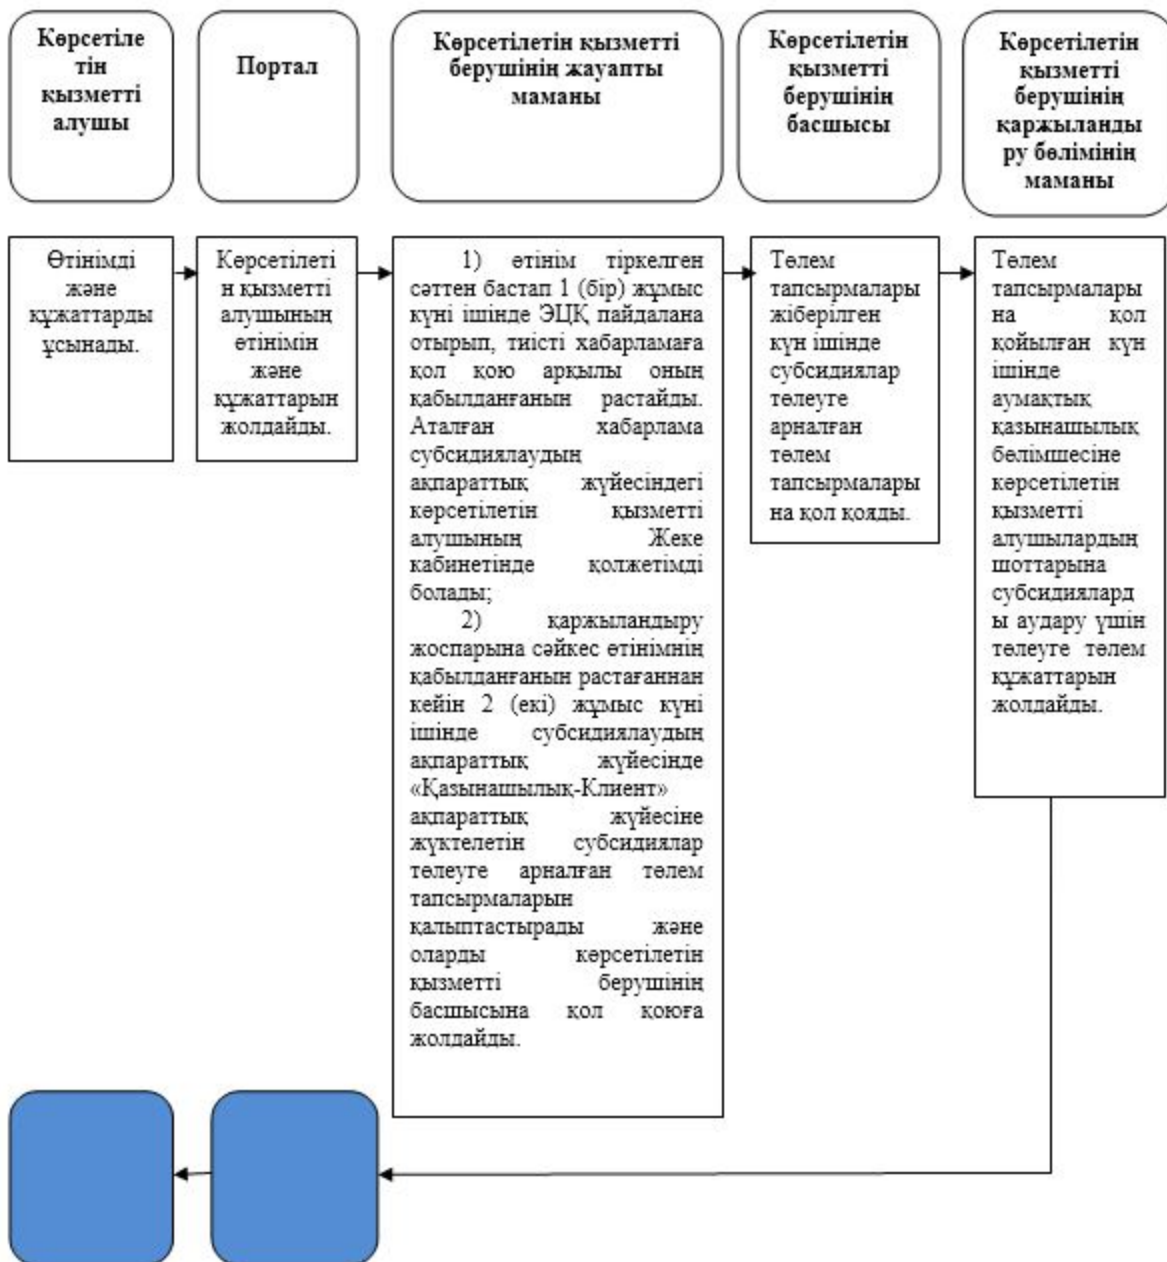 Көрсетіле
тін
қызметті
алушы
Портал
Көрсетілетін қызметті
берушінің жауапты
маманы
Көрсетілетін
қызметті
берушінің
басшысы
Көрсетілетін
қызметті
берушінің
қаржыланды
ру бөлімінің
маманы
Өтінімді
және
құжаттарды
ұсынады.
Көрсетілеті
н қызметті
алушының
өтінімін
және
құжаттарын
жолдайды.
1) өтінім тіркелген
сәттен бастап 1 (бір) жұмыс
күні ішінде ЭЦҚ пайдалана
отырып, тиісті хабарламаға
қол қою арқылы оның
қабылданғанын растайды.
Аталған хабарлама
субсидиялаудың
ақпараттық жүйесіндегі
көрсетілетін қызметті
алушының Жеке
кабинетінде қолжетімді
болады;
2) қаржыландыру
жоспарына сәйкес өтінімнің
қабылданғанын растағаннан
кейін 2 (екі) жұмыс күні
ішінде субсидиялаудың
ақпараттық жүйесінде
«Қазынашылық-Клиент»
ақпараттық жүйесіне
жүктелетін субсидиялар
төлеуге арналған төлем
тапсырмаларын
қалыптастырады және
оларды көрсетілетін
қызметті берушінің
басшысына қол қоюға
жолдайды.
Төлем
тапсырмалары
жіберілген
күн ішінде
субсидиялар
төлеуге
арналған
төлем
тапсырмалары
на қол қояды.
Төлем
тапсырмалары
на қол
қойылған күн
ішінде
аумақтық
қазынашылық
бөлімшесіне
көрсетілетін
қызметті
алушылардың
шоттарына
субсидиялард
ы аудару үшін
төлеуге төлем
құжаттарын
жолдайды.